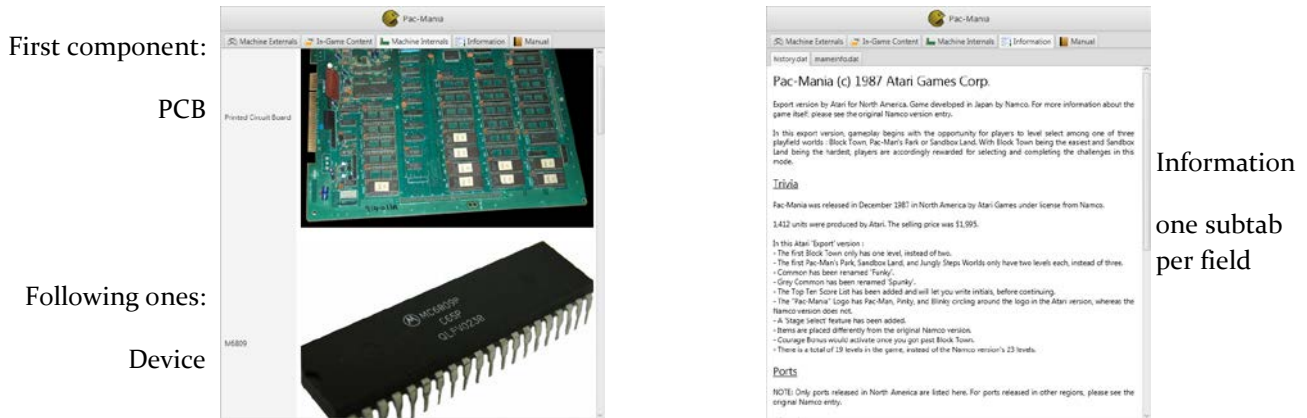 First component:
PCB
Following ones:
Device
Pac-Mania
Machine Externals In-Game Content Machine Internals Information Manual
Printed Circuit Board
M6809
MC6809P
C65P
QLFV0238
Pac-Mania
Machine Externals In-Game Content Machine Internals Information Manual
history.dat mameinfo.dat
Pac-Mania (c) 1987 Atari Games Corp.
Export version by Atari for North America. Game developed in Japan by Namco. For more information about the
game itself; please see the original Namco version entry.
In this export version, gameplay begins with the opportunity for players to level select among one of three
playfield worlds : Block Town, Pac-Man's Park or Sandbox Land. With Block Town being the easiest and Sandbox
Land being the hardest, players are accordingly rewarded for selecting and completing the challenges in this
mode.
Trivia
Pac-Mania was released in December 1987 in North America by Atari Games under license from Namco.
1,412 units were produced by Atari. The selling price was $1,995.
In this Atari 'Export' version :
- The first Block Town only has one level, instead of two.
- The first Pac-Man's Park, Sandbox Land, and Jungly Steps Worlds only have two levels each, instead of three.
- Common has been renamed 'Funky'.
- Grey Common has been renamed 'Spunky'.
- The Top Ten Score List has been added and will let you write initials, before continuing.
- The "Pac-Mania" Logo has Pac-Man, Pinky, and Blinky circling around the logo in the Atari version, whereas the
Namco version does not.
- A 'Stage Select' feature has been added.
- Items are placed differently from the original Namco version.
- Courage Bonus would activate once you got past Block Town.
- There is a total of 19 levels in the game, instead of the Namco version's 23 levels.
Ports
NOTE: Only ports released in North America are listed here. For ports released in other regions, please see the
original Namco entry.
Information
one subtab
per field